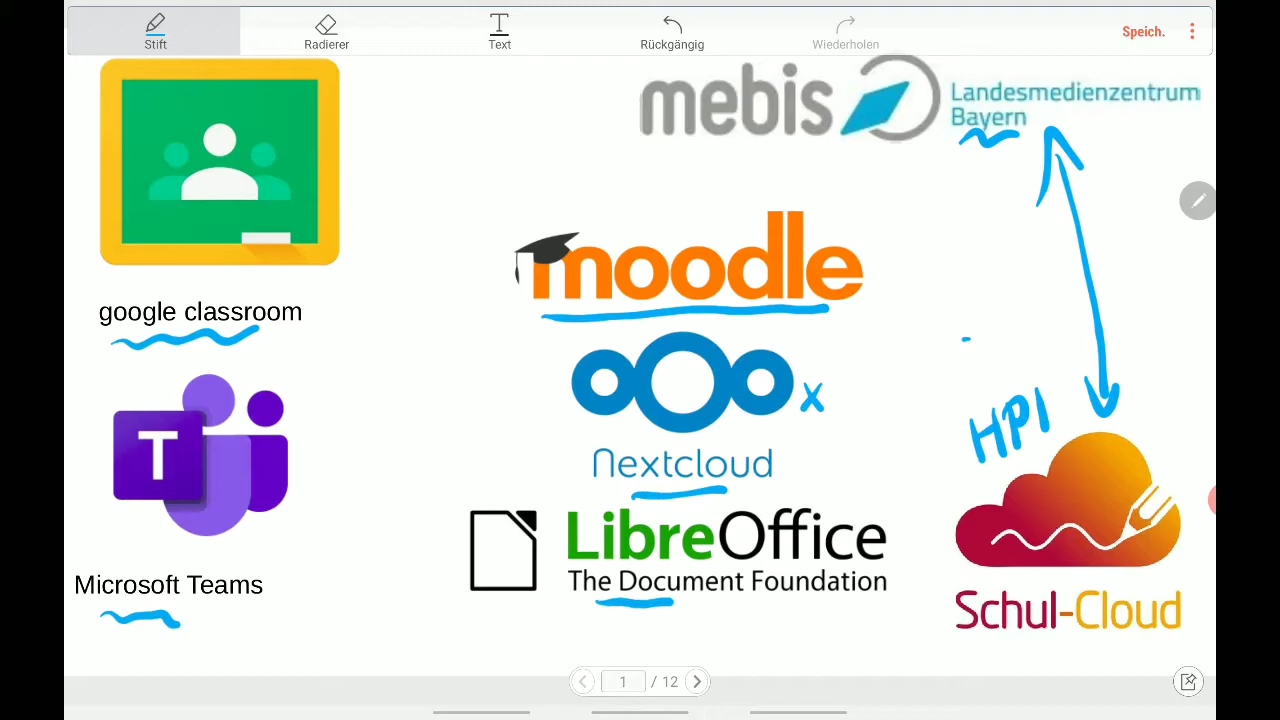 Stift
Radierer
Text
Rückgängig
Wiederholen
Speich.
mebis
Landesmedienzentrum
Bayern
moodle
google classroom
x
HPI
Nextcloud
T
LibreOffice
The Document Foundation
Microsoft Teams
Schul-Cloud
1 / 12